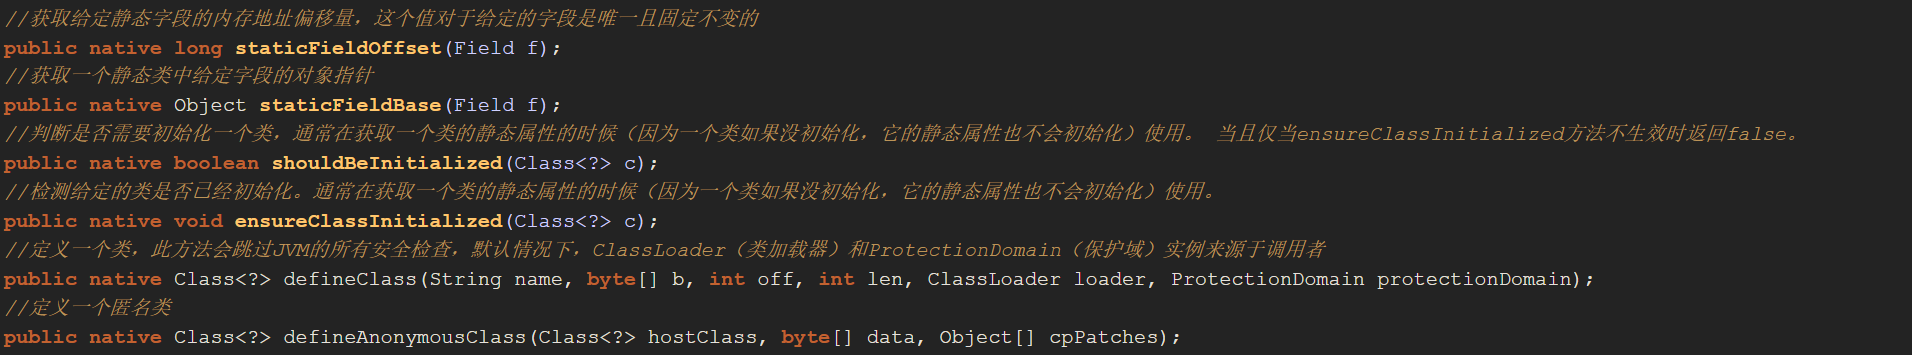 //获取给定静态字段的内存地址偏移量，这个值对于给定的字段是唯一且固定不变的
public native long staticFieldOffset(Field f);
//获取一个静态类中给定字段的对象指针
public native Object staticFieldBase(Field f);
//判断是否需要初始化一个类，通常在获取一个类的静态属性的时候（因为一个类如果没初始化，它的静态属性也不会初始化）使用。 当且仅当ensureClassInitialized方法不生效时返回false。
public native boolean shouldBeInitialized(Class<?> c);
//检测给定的类是否已经初始化。通常在获取一个类的静态属性的时候（因为一个类如果没初始化，它的静态属性也不会初始化）使用。
public native void ensureClassInitialized(Class<?> c);
//定义一个类，此方法会跳过JVM的所有安全检查，默认情况下，ClassLoader（类加载器）和ProtectionDomain（保护域）实例来源于调用者
public native Class<?> defineClass(String name, byte[] b, int off, int len, ClassLoader loader, ProtectionDomain protectionDomain);
//定义一个匿名类
public native Class<?> defineAnonymousClass(Class<?> hostClass, byte[] data, Object[] cpPatches);